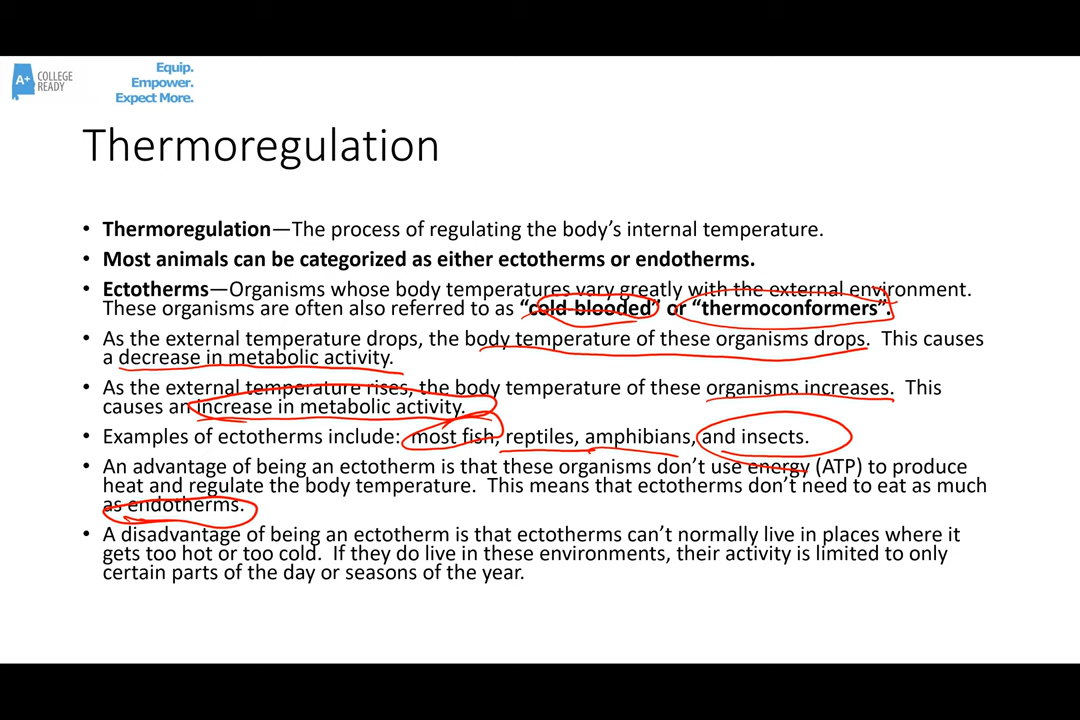 A+ COLLEGE
READY
Equip.
Empower.
Expect More.
Thermoregulation
• Thermoregulation—The process of regulating the body's internal temperature.
• Most animals can be categorized as either ectotherms or endotherms.
• Ectotherms—Organisms whose body temperatures vary greatly with the external environment.
These organisms are often also referred to as “cold-blooded” or “thermoconformers”.
• As the external temperature drops, the body temperature of these organisms drops. This causes
a decrease in metabolic activity.
• As the external temperature rises, the body temperature of these organisms increases. This
causes an increase in metabolic activity.
• Examples of ectotherms include: most fish, reptiles, amphibians, and insects.
• An advantage of being an ectotherm is that these organisms don't use energy (ATP) to produce
heat and regulate the body temperature. This means that ectotherms don't need to eat as much
as endotherms.
• A disadvantage of being an ectotherm is that ectotherms can't normally live in places where it
gets too hot or too cold. If they do live in these environments, their activity is limited to only
certain parts of the day or seasons of the year.